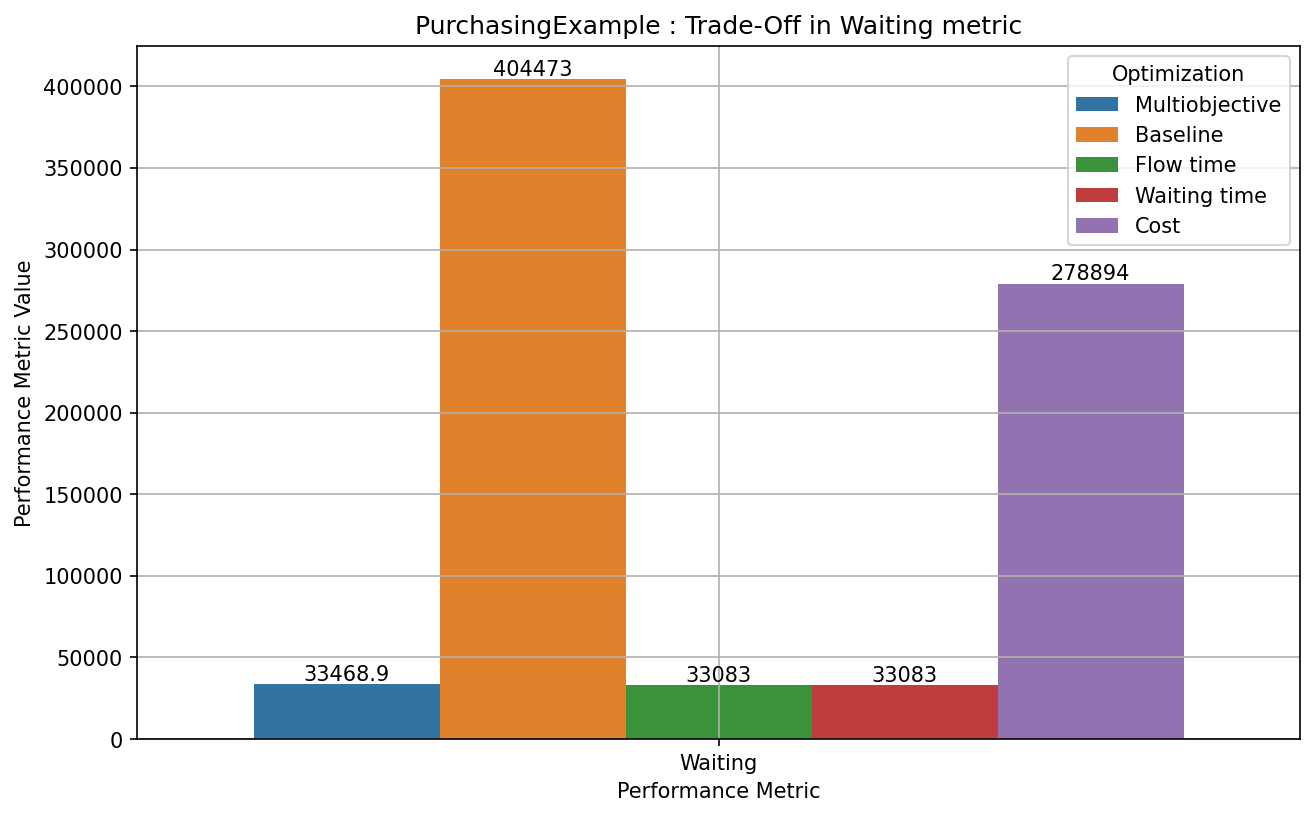 PurchasingExample : Trade-Off in Waiting metric
Performance Metric Value
400000
350000
300000
250000
200000
150000
100000
50000
0
404473
278894
33468.9
33083
33083
Optimization
Multiobjective
Baseline
Flow time
Waiting time
Cost
Waiting
Performance Metric